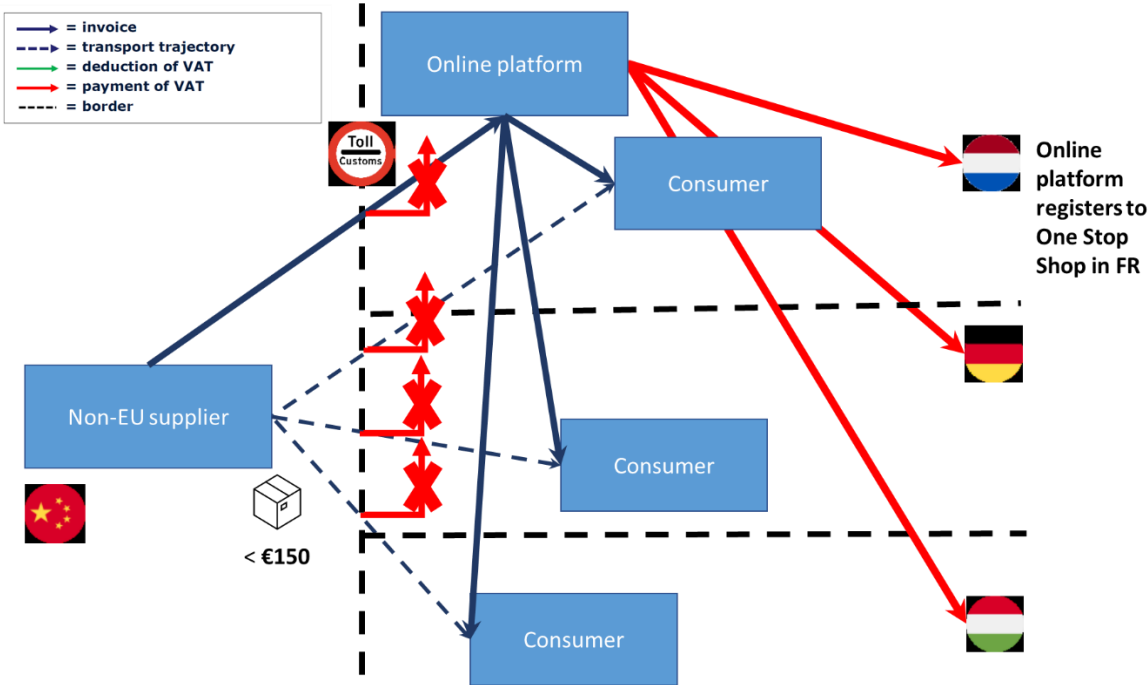 = invoice
= transport trajectory
= deduction of VAT
= payment of VAT
= border
Online platform
Toll
Customs
Consumer
Online
platform
registers to
One Stop
Shop in FR
Non-EU supplier
Consumer
< €150
Consumer